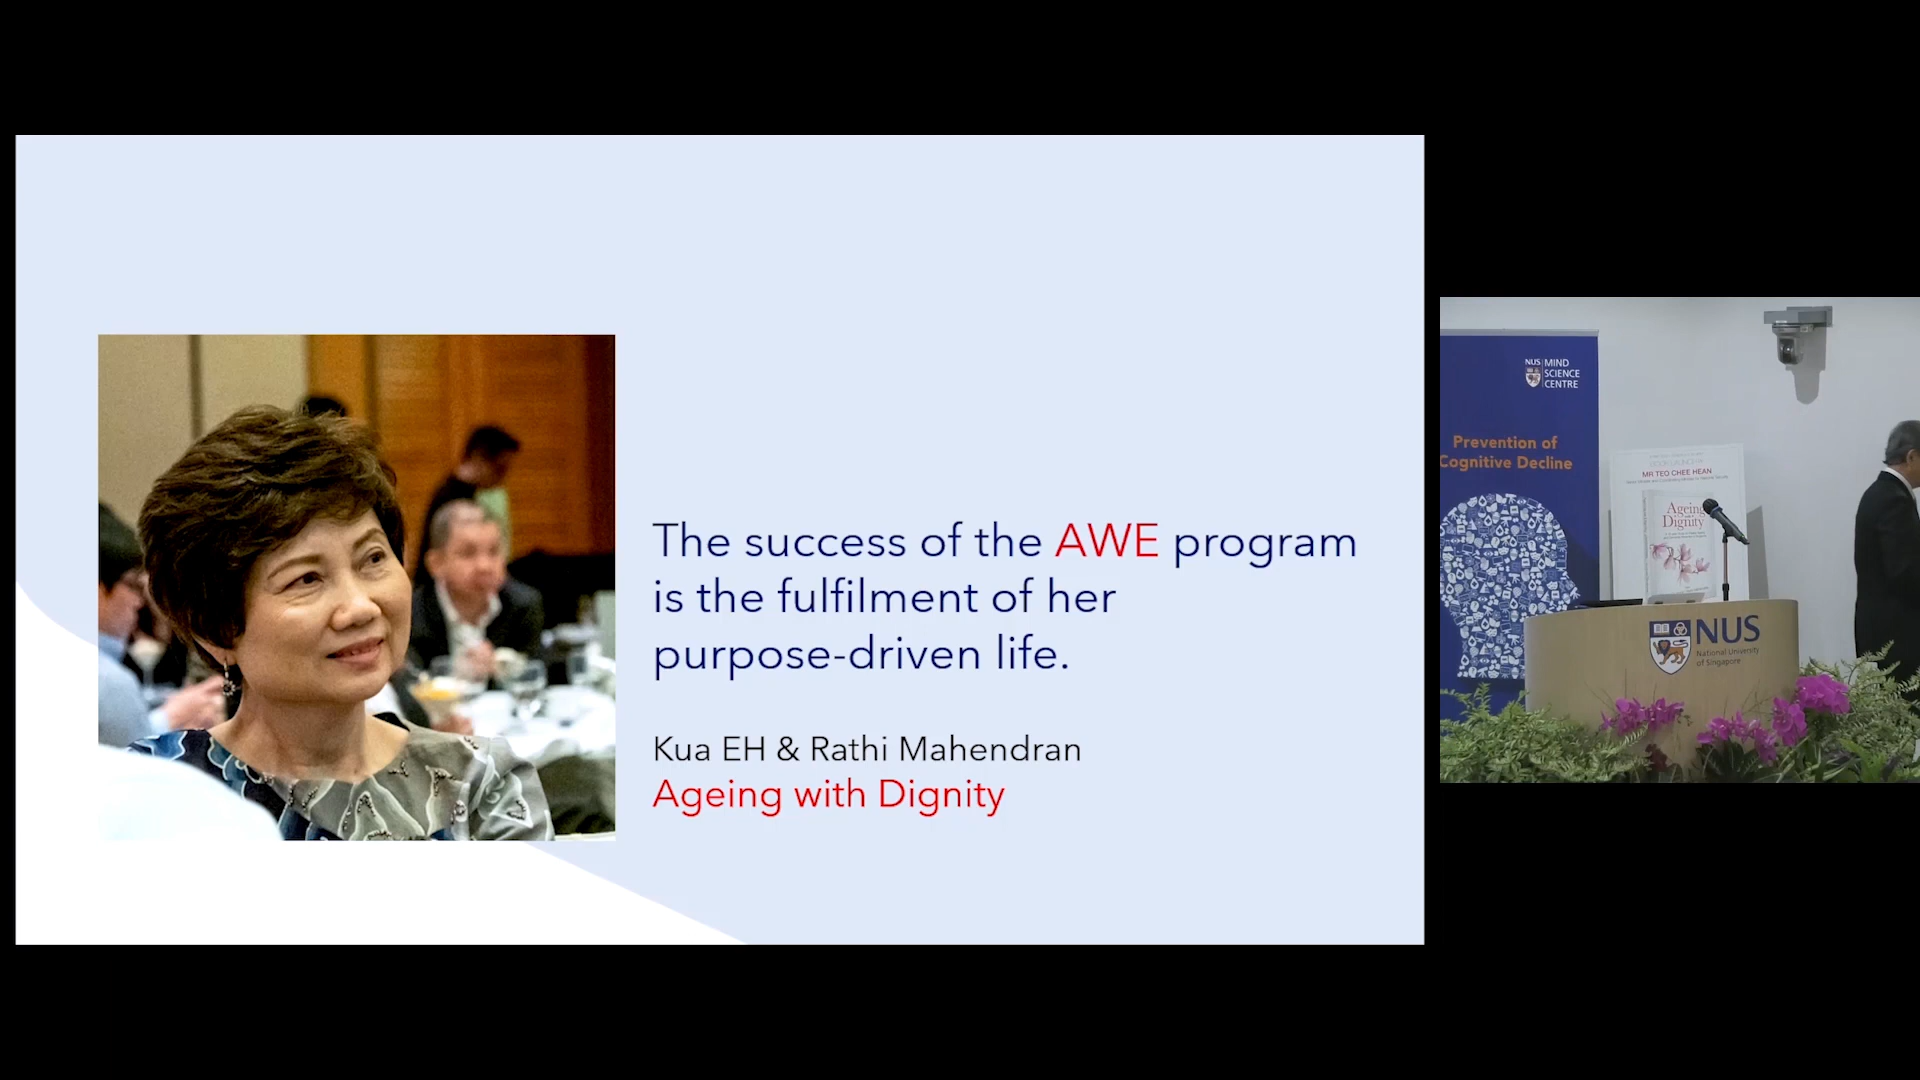 The success of the AWE program
is the fulfilment of her
purpose-driven life.
Kua EH & Rathi Mahendran
Ageing with Dignity
NUS
MIND
SCIENCE
CENTRE
Prevention of
Cognitive Decline
MR TEO CHEE HEAN
Ageing
Dignity
NUS
National University
of Singapore